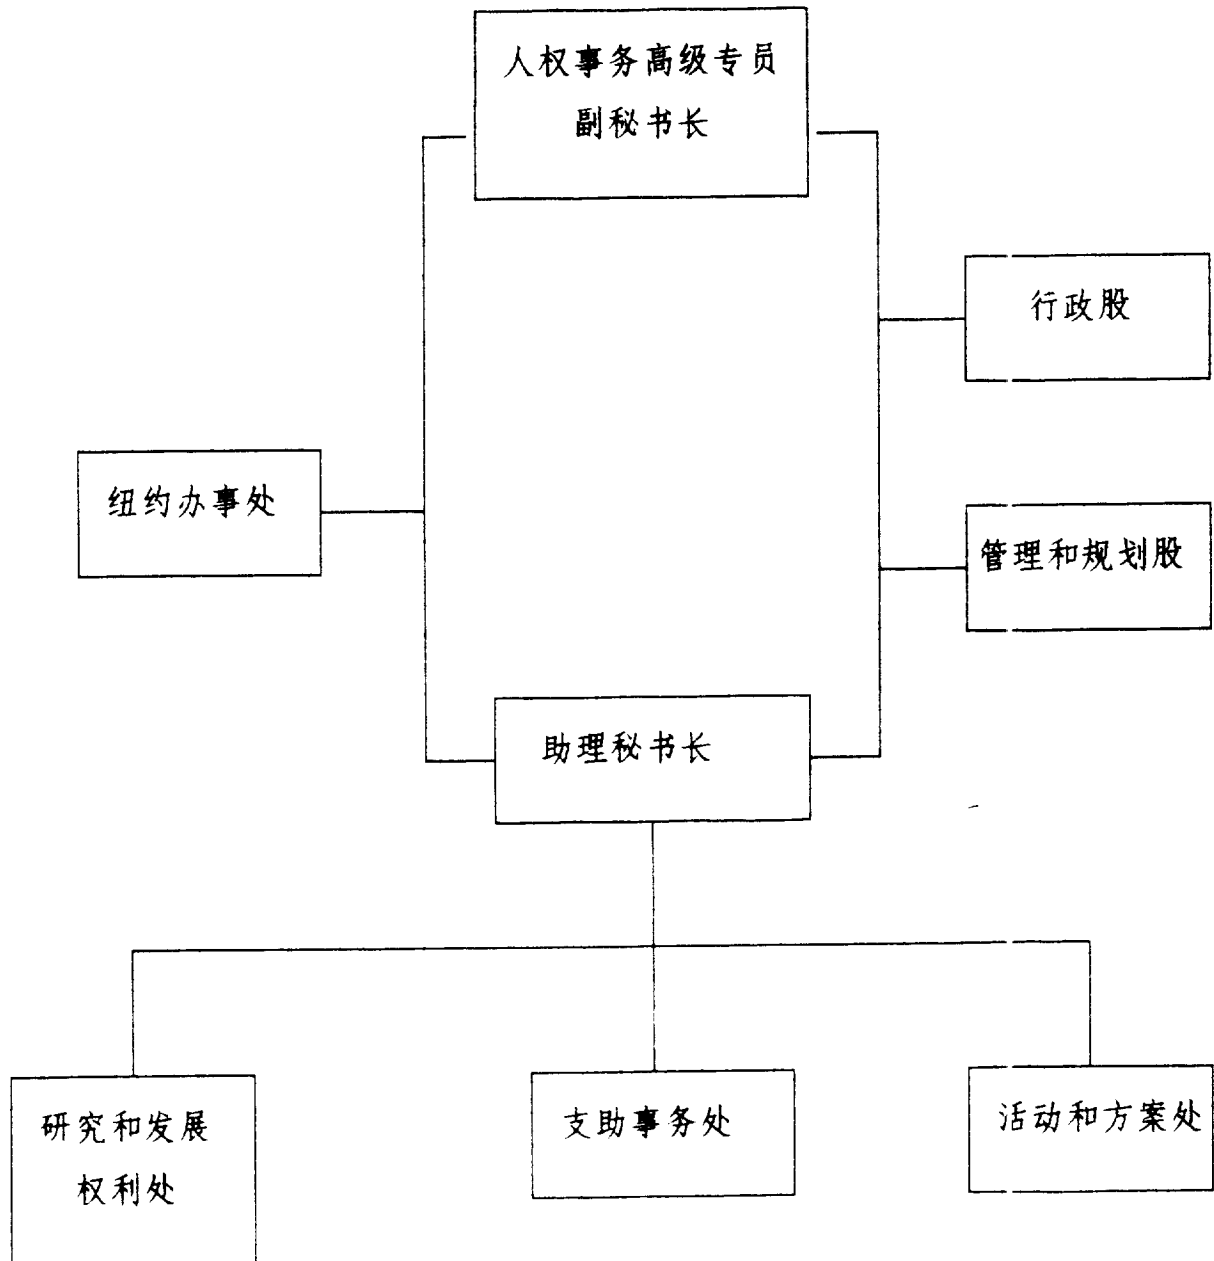 人权事务高级专员
副秘书长
行政股
纽约办事处
管理和规划股
助理秘书长
研究和发展
权利处
支助事务处
活动和方案处